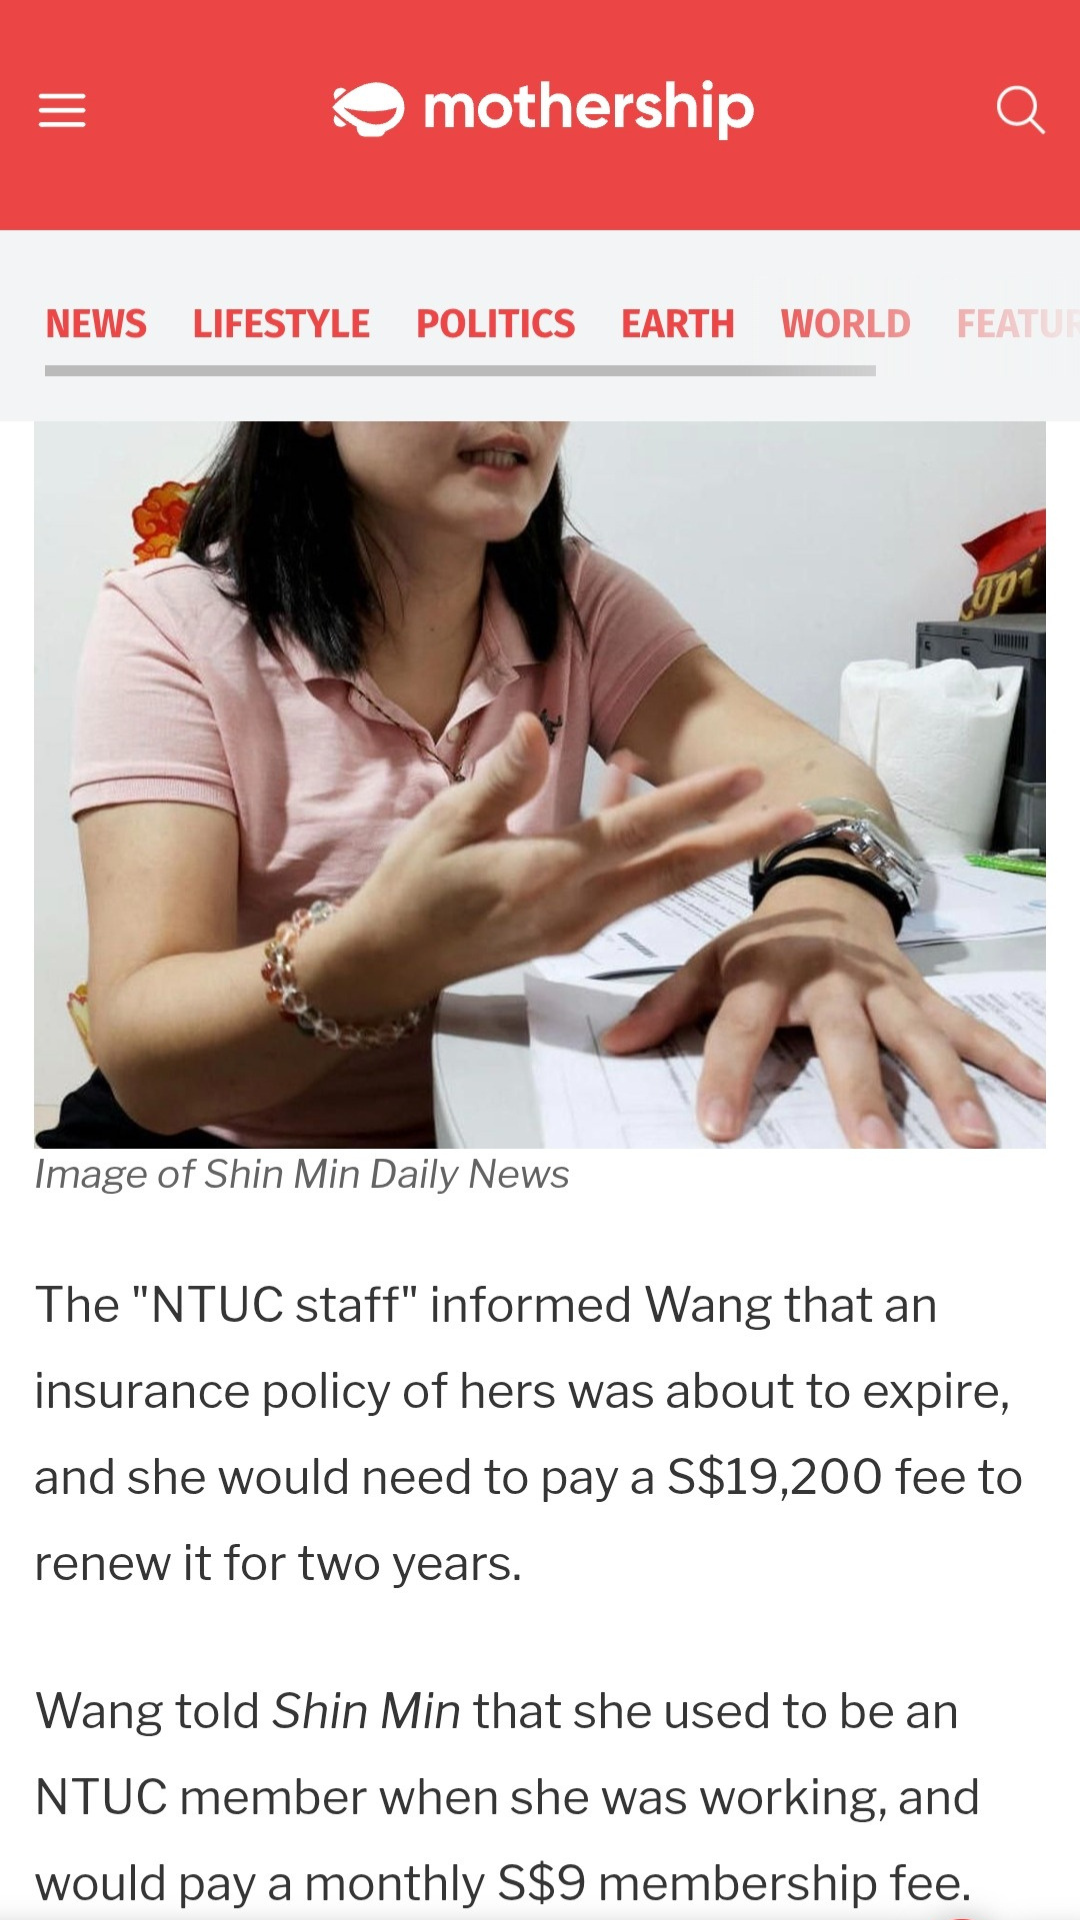 mothership
NEWS LIFESTYLE POLITICS EARTH WORLD
Image of Shin Min Daily News
The "NTUC staff" informed Wang that an
insurance policy of hers was about to expire,
and she would need to pay a S$19,200 fee to
renew it for two years.
Wang told Shin Min that she used to be an
NTUC member when she was working, and
would pay a monthly S$9 membership fee.